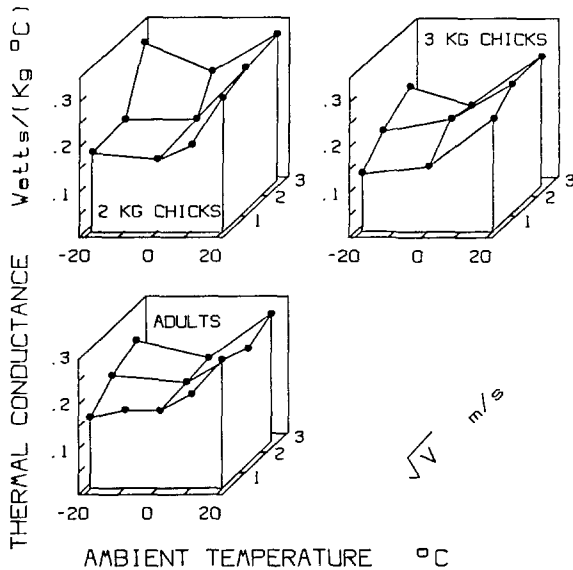 THERMAL CONDUCTANCE Watts/(Kg °C)
2 KG CHICKS
.3
.2
.1
-20 0 20
1 2 3
3 KG CHICKS
.3
.2
.1
-20 0 20
1 2 3
ADULTS
0.3
.2
.1
-20 0 20
1 2 3
√V m/s
AMBIENT TEMPERATURE °C